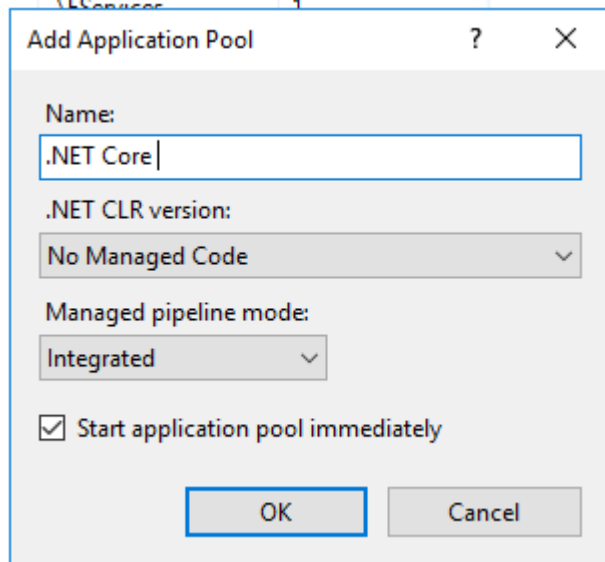 Add Application Pool
Name:
.NET Core
.NET CLR version:
No Managed Code
Managed pipeline mode:
Integrated
Start application pool immediately
OK Cancel